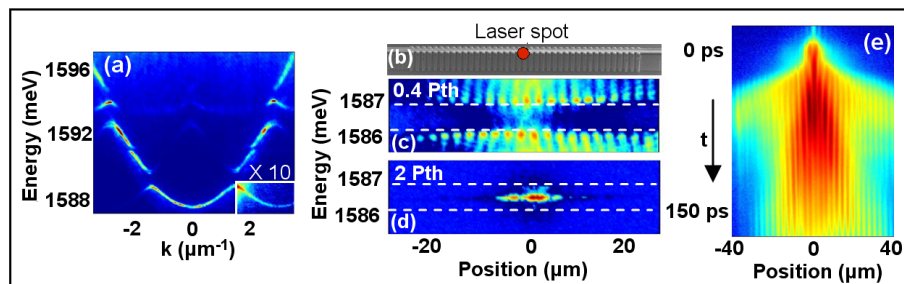 (a)
1596
1592
1588
Energy (meV)
-2 0 2
k (μm⁻¹)
X 10
Laser spot
(b)
0.4 Pth
1587
1586
(c)
2 Pth
1587
1586
(d)
Energy (meV)
-20 0 20
Position (μm)
(e)
0 ps
t
150 ps
-40 0 40
Position (μm)